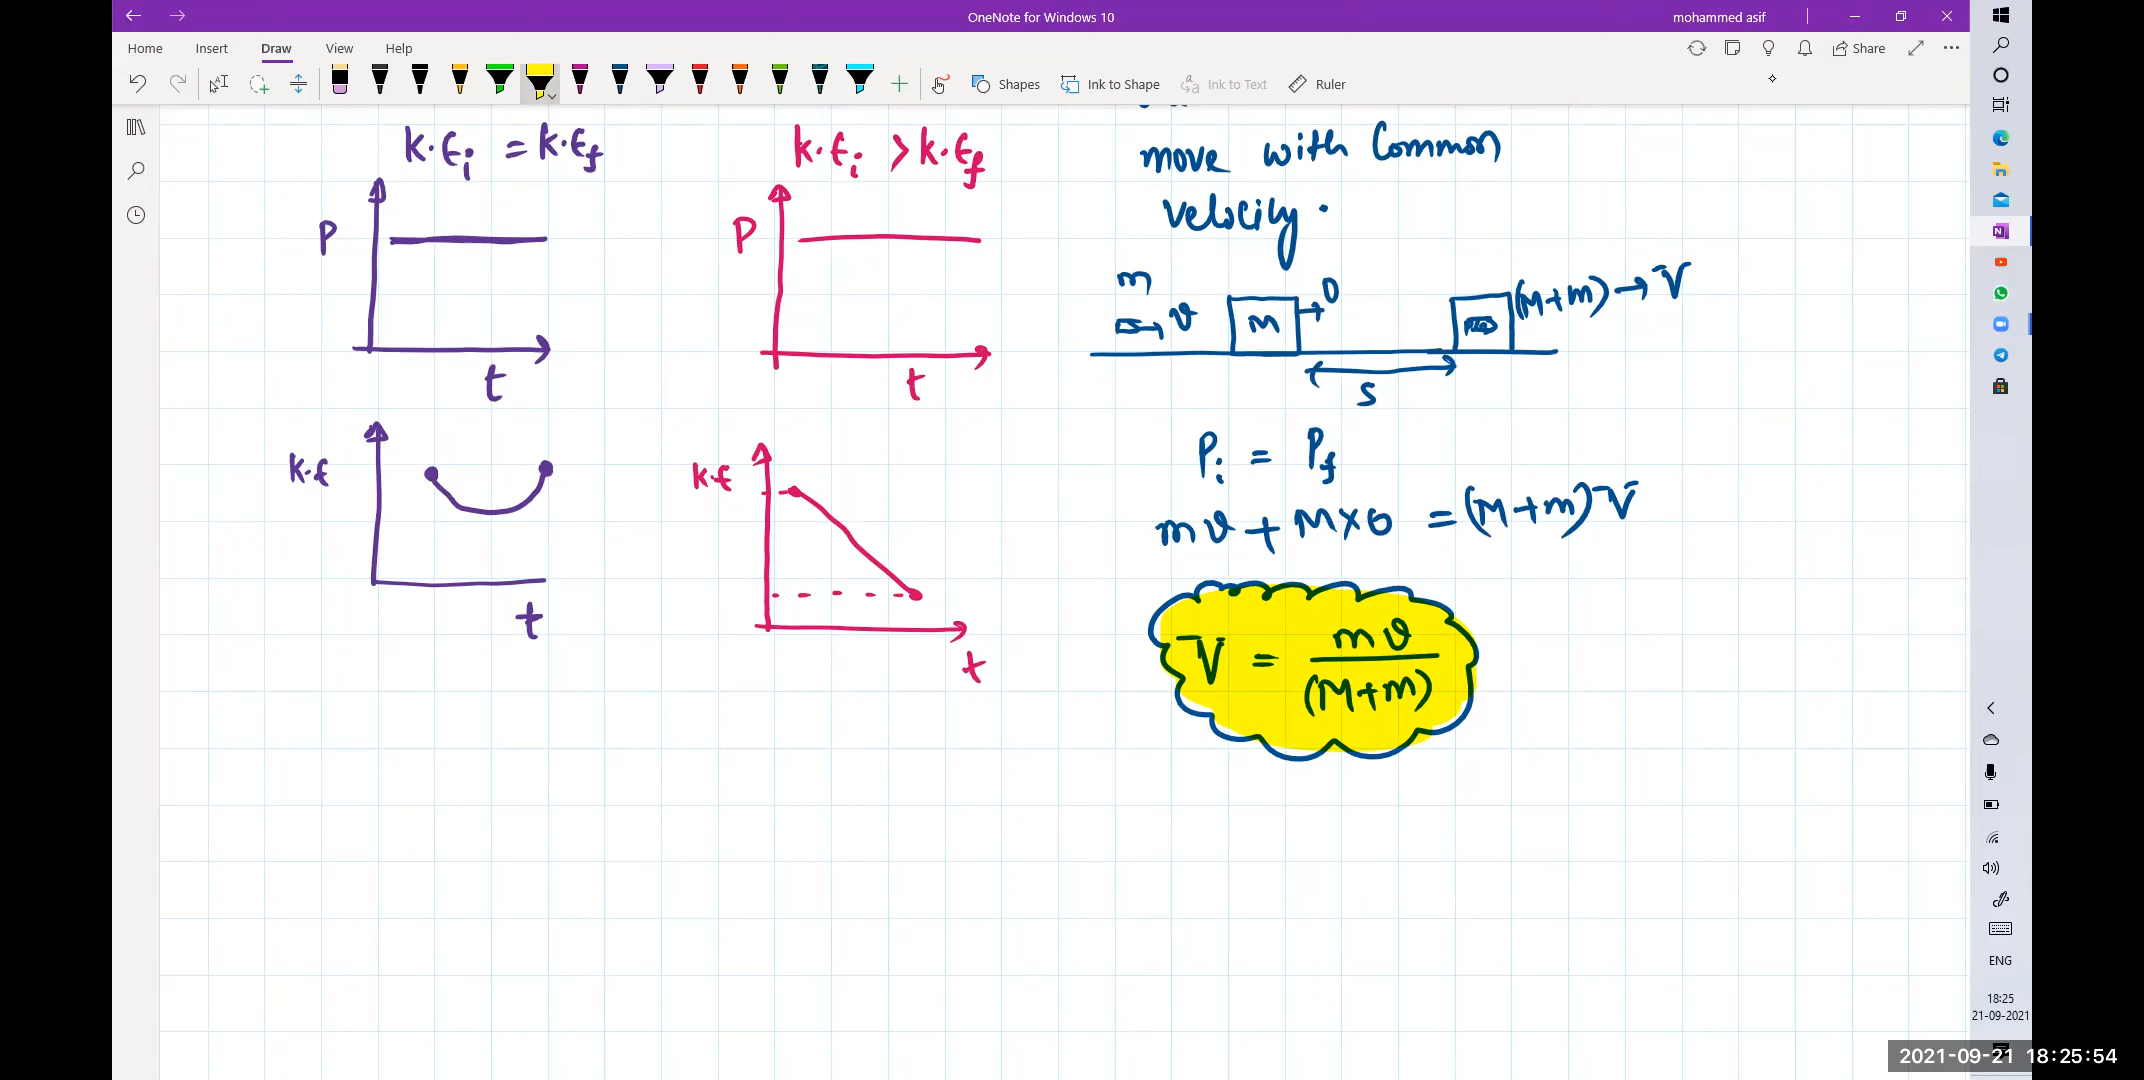 OneNote for Windows 10
mohammed asif
Home Insert Draw View Help
Share
Shapes Ink to Shape Ink to Text Ruler
K·Ei = K·Ef
P
t
K·E
t
K·Ei > K·Ef
P
t
K·E
t
move with Common
velocity.
m
v
M
0
(M+m) → V
S
Pi = Pf
mv + M×0 = (M+m)V
V = mv
(M+m)
ENG
18:25
21-09-2021
2021-09-21 18:25:54